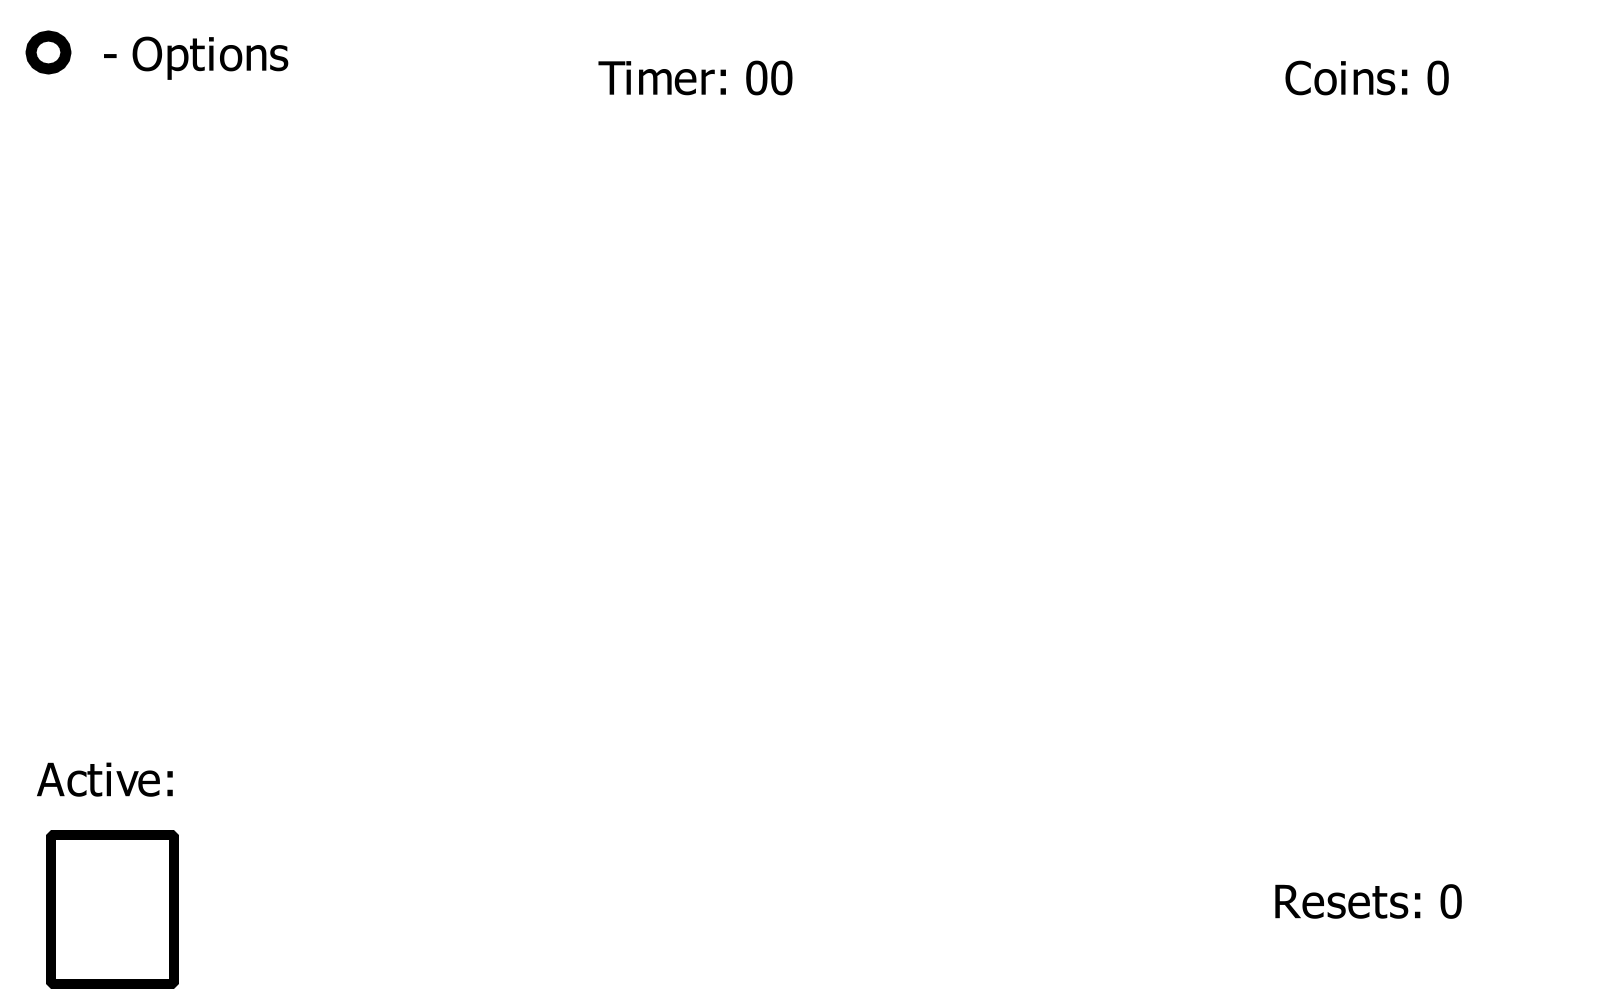 - Options
Timer: 00
Coins: 0
Active:
Resets: 0